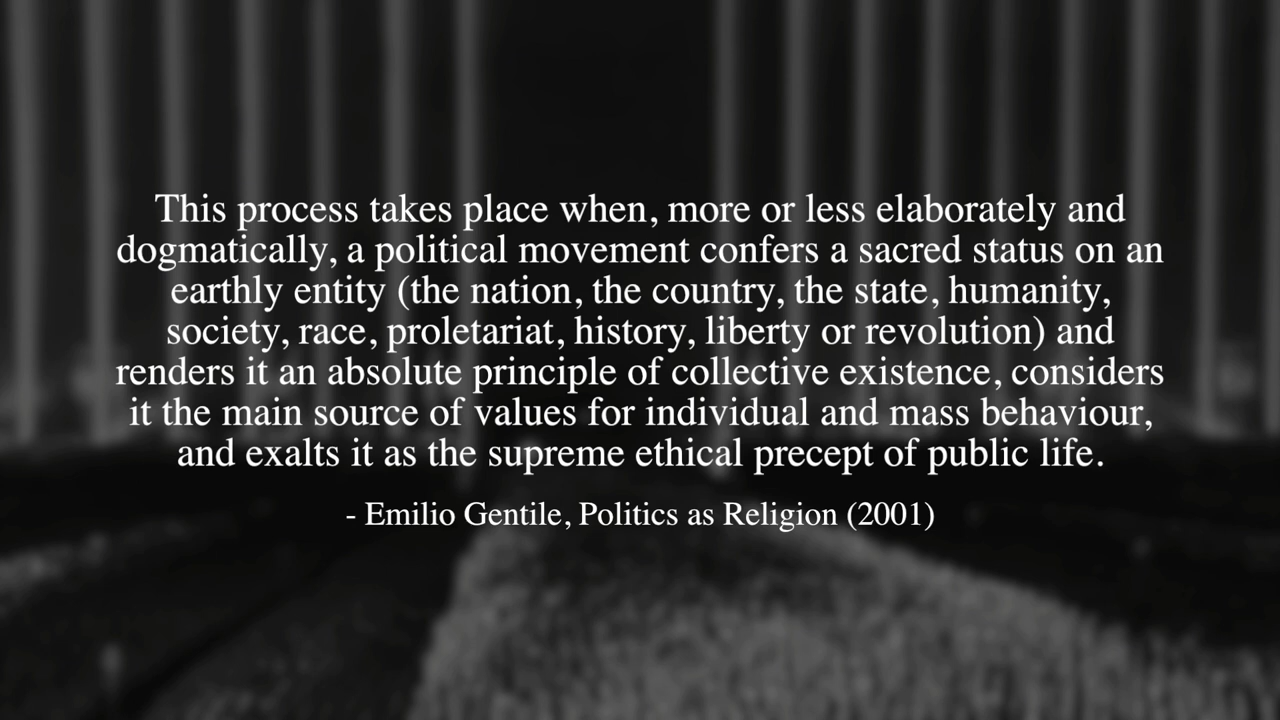 This process takes place when, more or less elaborately and
dogmatically, a political movement confers a sacred status on an
earthly entity (the nation, the country, the state, humanity,
society, race, proletariat, history, liberty or revolution) and
renders it an absolute principle of collective existence, considers
it the main source of values for individual and mass behaviour,
and exalts it as the supreme ethical precept of public life.
- Emilio Gentile, Politics as Religion (2001)